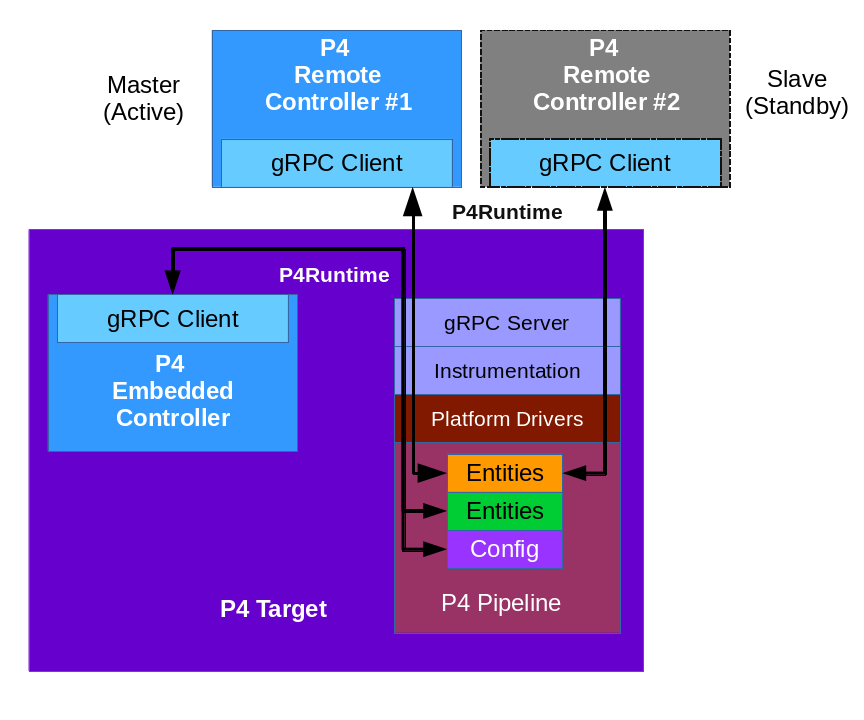 P4
Remote
Controller #1
P4
Remote
Controller #2
Master
(Active)
Slave
(Standby)
gRPC Client
gRPC Client
P4Runtime
P4Runtime
gRPC Client
P4
Embedded
Controller
gRPC Server
Instrumentation
Platform Drivers
Entities
Entities
Config
P4 Pipeline
P4 Target